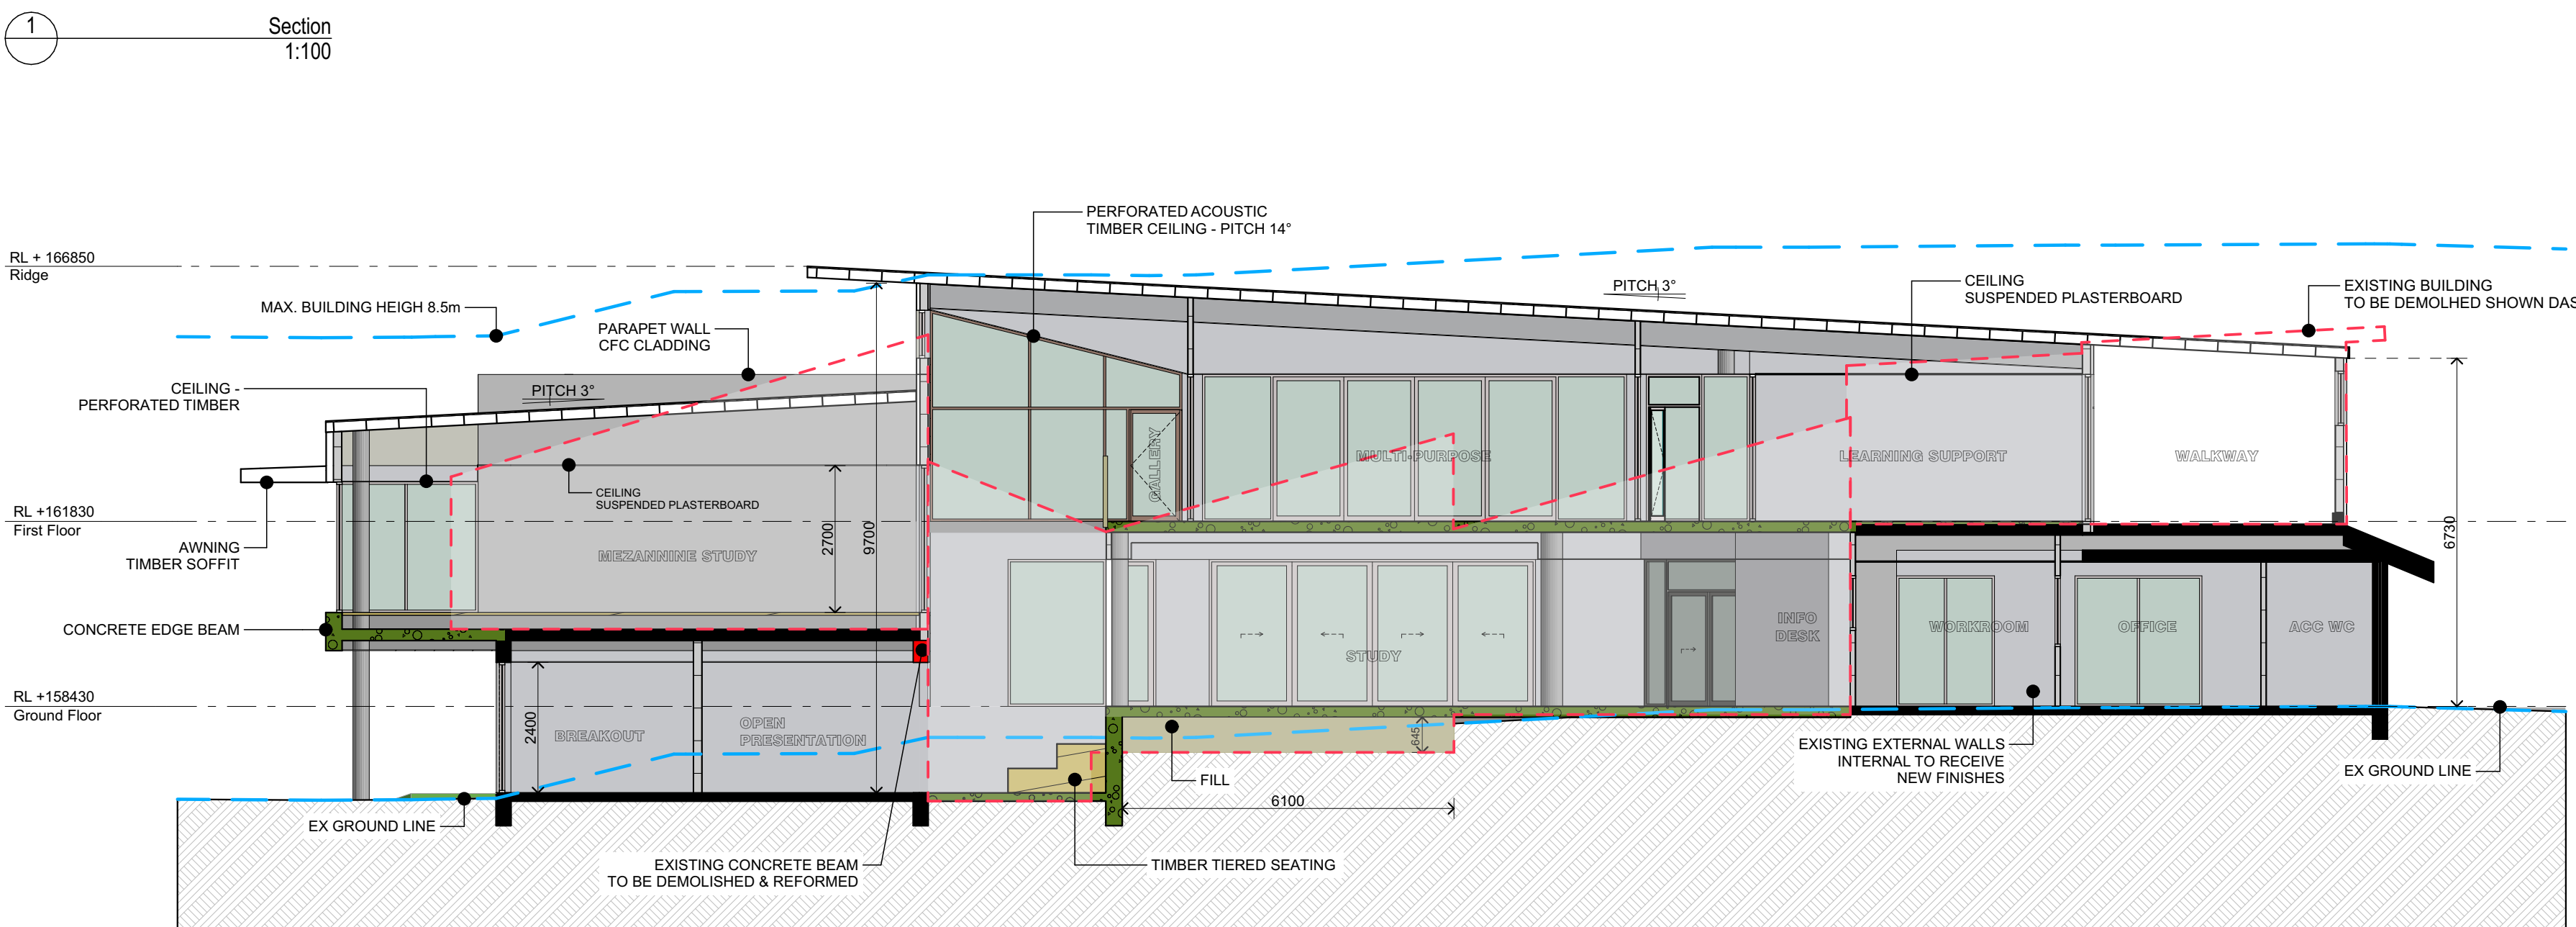 1
Section
1:100
PERFORATED ACOUSTIC
TIMBER CEILING - PITCH 14°
RL + 166850
Ridge
MAX. BUILDING HEIGH 8.5m
PARAPET WALL
CFC CLADDING
PITCH 3°
CEILING
SUSPENDED PLASTERBOARD
EXISTING BUILDING
TO BE DEMOLHED SHOWN DAS
CEILING -
PERFORATED TIMBER
PITCH 3°
GALLERY
MULTI-PURPOSE
LEARNING SUPPORT
WALKWAY
CEILING
SUSPENDED PLASTERBOARD
RL +161830
First Floor
AWNING
TIMBER SOFFIT
MEZANNINE STUDY
2700
9700
6730
CONCRETE EDGE BEAM
STUDY
INFO
DESK
WORKROOM
OFFICE
ACC WC
RL +158430
Ground Floor
2400
BREAKOUT
OPEN
PRESENTATION
645
FILL
EXISTING EXTERNAL WALLS
INTERNAL TO RECEIVE
NEW FINISHES
EX GROUND LINE
6100
EX GROUND LINE
EXISTING CONCRETE BEAM
TO BE DEMOLISHED & REFORMED
TIMBER TIERED SEATING